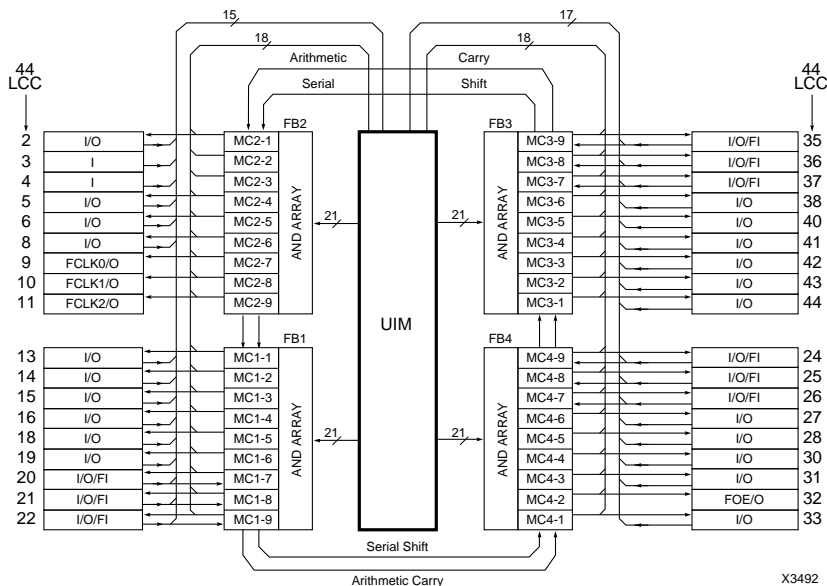 15 17
18 18
Arithmetic Carry
44 LCC 44 LCC
Serial Shift
FB2 FB3
2 I/O MC2-1 MC3-9 I/O/FI 35
3 I MC2-2 MC3-8 I/O/FI 36
4 I MC2-3 MC3-7 I/O/FI 37
5 I/O MC2-4 MC3-6 I/O 38
6 I/O MC2-5 AND ARRAY 21 21 AND ARRAY MC3-5 I/O 40
8 I/O MC2-6 MC3-4 I/O 41
9 FCLK0/O MC2-7 MC3-3 I/O 42
10 FCLK1/O MC2-8 MC3-2 I/O 43
11 FCLK2/O MC2-9 MC3-1 I/O 44
UIM
FB1 FB4
13 I/O MC1-1 MC4-9 I/O/FI 24
14 I/O MC1-2 MC4-8 I/O/FI 25
15 I/O MC1-3 MC4-7 I/O/FI 26
16 I/O MC1-4 MC4-6 I/O 27
18 I/O MC1-5 AND ARRAY 21 21 AND ARRAY MC4-5 I/O 28
19 I/O MC1-6 MC4-4 I/O 30
20 I/O/FI MC1-7 MC4-3 I/O 31
21 I/O/FI MC1-8 MC4-2 FOE/O 32
22 I/O/FI MC1-9 MC4-1 I/O 33
Serial Shift
Arithmetic Carry
X3492